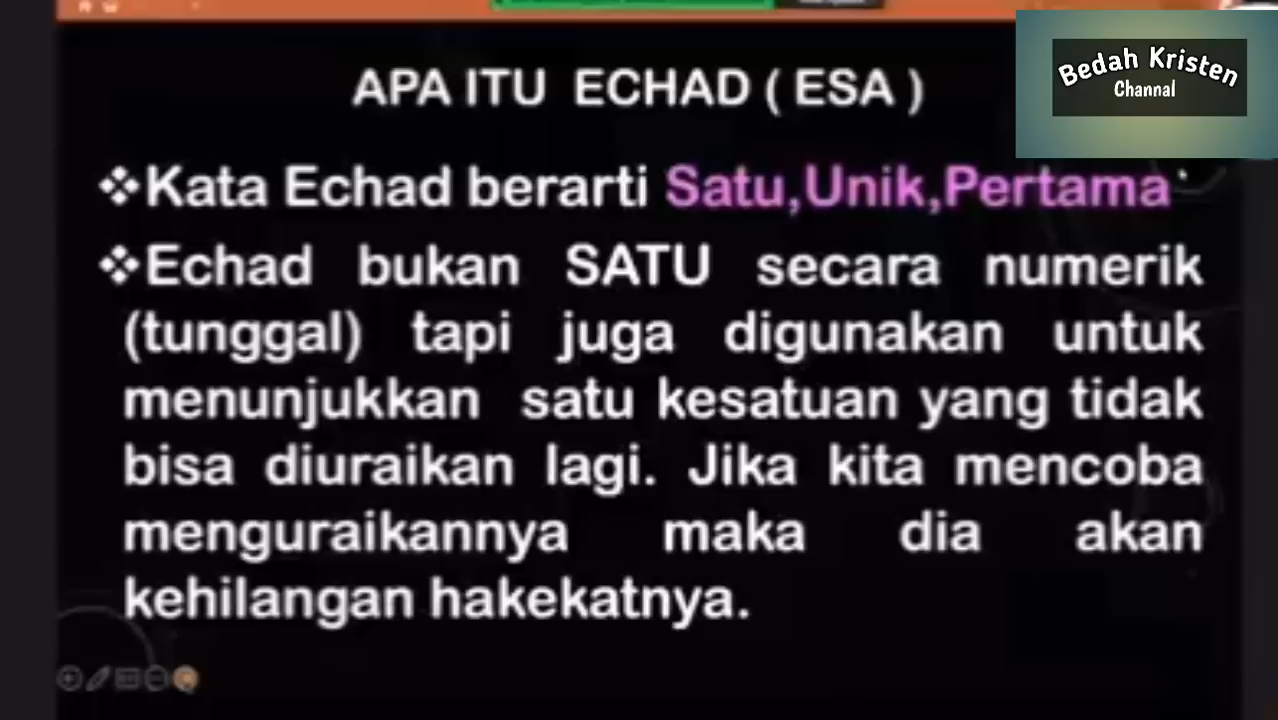 APA ITU ECHAD ( ESA )
Bedah Kristen
Channal
❖Kata Echad berarti Satu,Unik,Pertama
❖Echad bukan SATU secara numerik
(tunggal) tapi juga digunakan untuk
menunjukkan satu kesatuan yang tidak
bisa diuraikan lagi. Jika kita mencoba
menguraikannya maka dia akan
kehilangan hakekatnya.